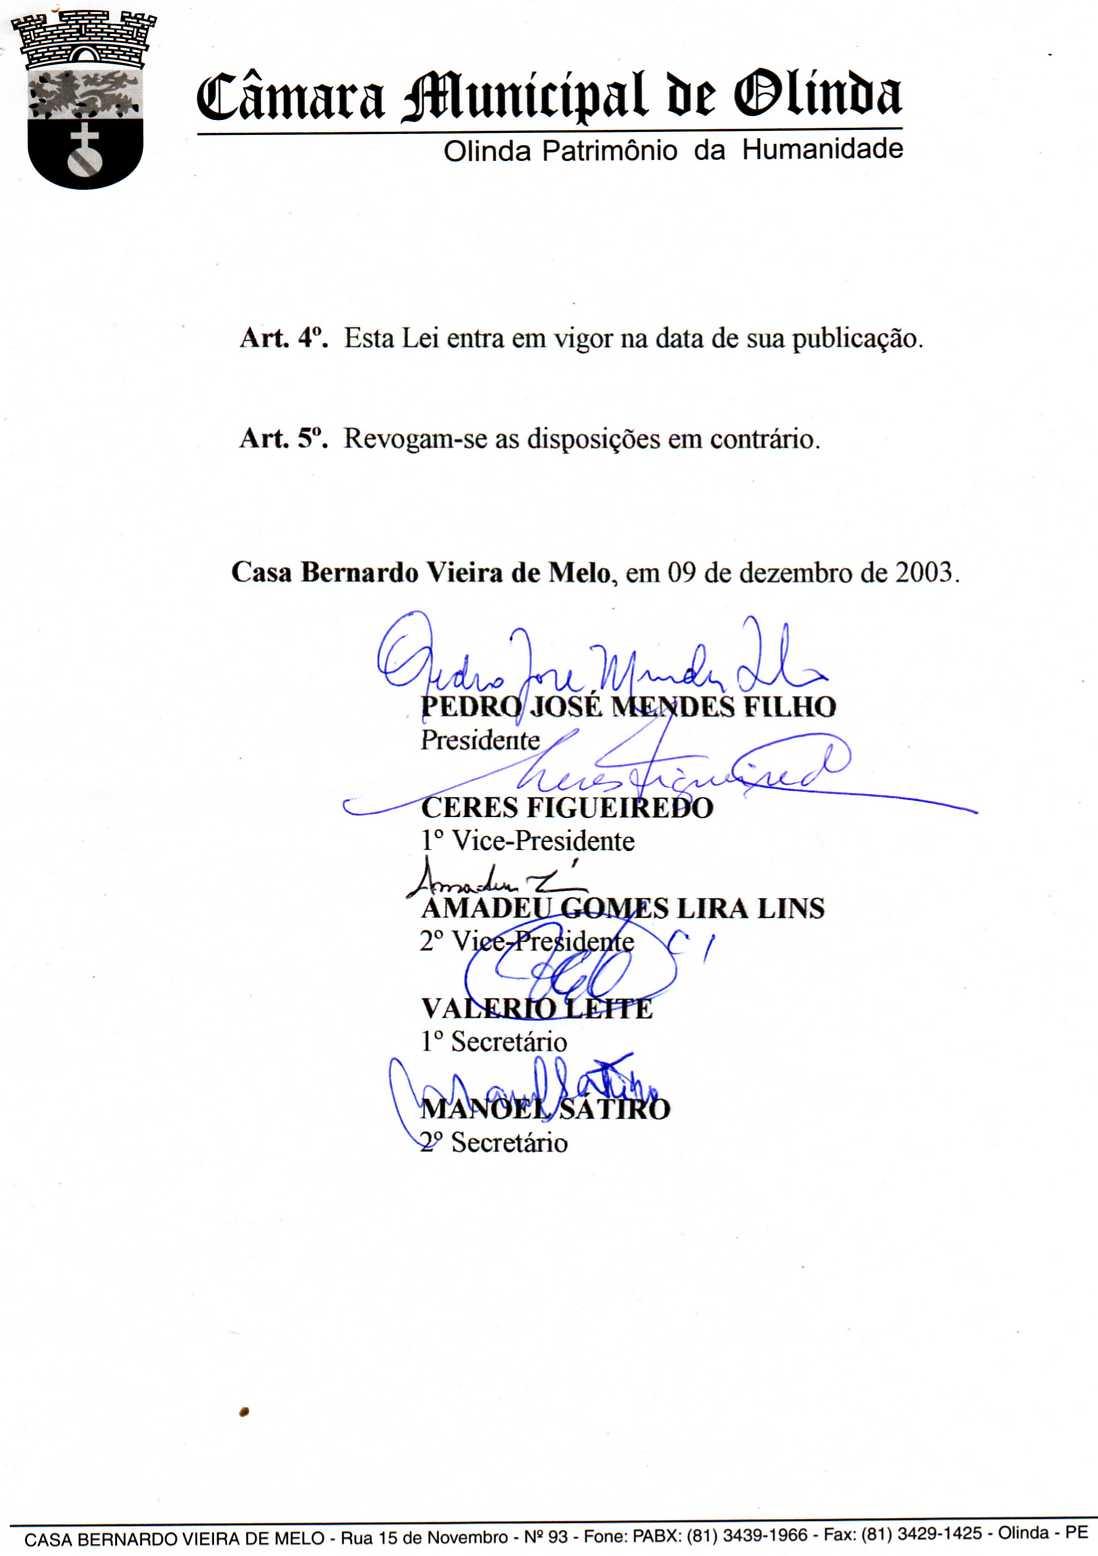 Câmara Municipal de Olinda
Olinda Patrimônio da Humanidade
Art. 4º. Esta Lei entra em vigor na data de sua publicação.
Art. 5º. Revogam-se as disposições em contrário.
Casa Bernardo Vieira de Melo, em 09 de dezembro de 2003.
Pedro José Mendes Filho
PEDRO JOSÉ MENDES FILHO
Presidente
Ceres Figueiredo
CERES FIGUEIREDO
1º Vice-Presidente
Amadeu
AMADEU GOMES LIRA LINS
2º Vice-Presidente
VALERIO LEITE
1º Secretário
Manoel Sátiro
MANOEL SÁTIRO
2º Secretário
CASA BERNARDO VIEIRA DE MELO - Rua 15 de Novembro - Nº 93 - Fone: PABX: (81) 3439-1966 - Fax: (81) 3429-1425 - Olinda - PE